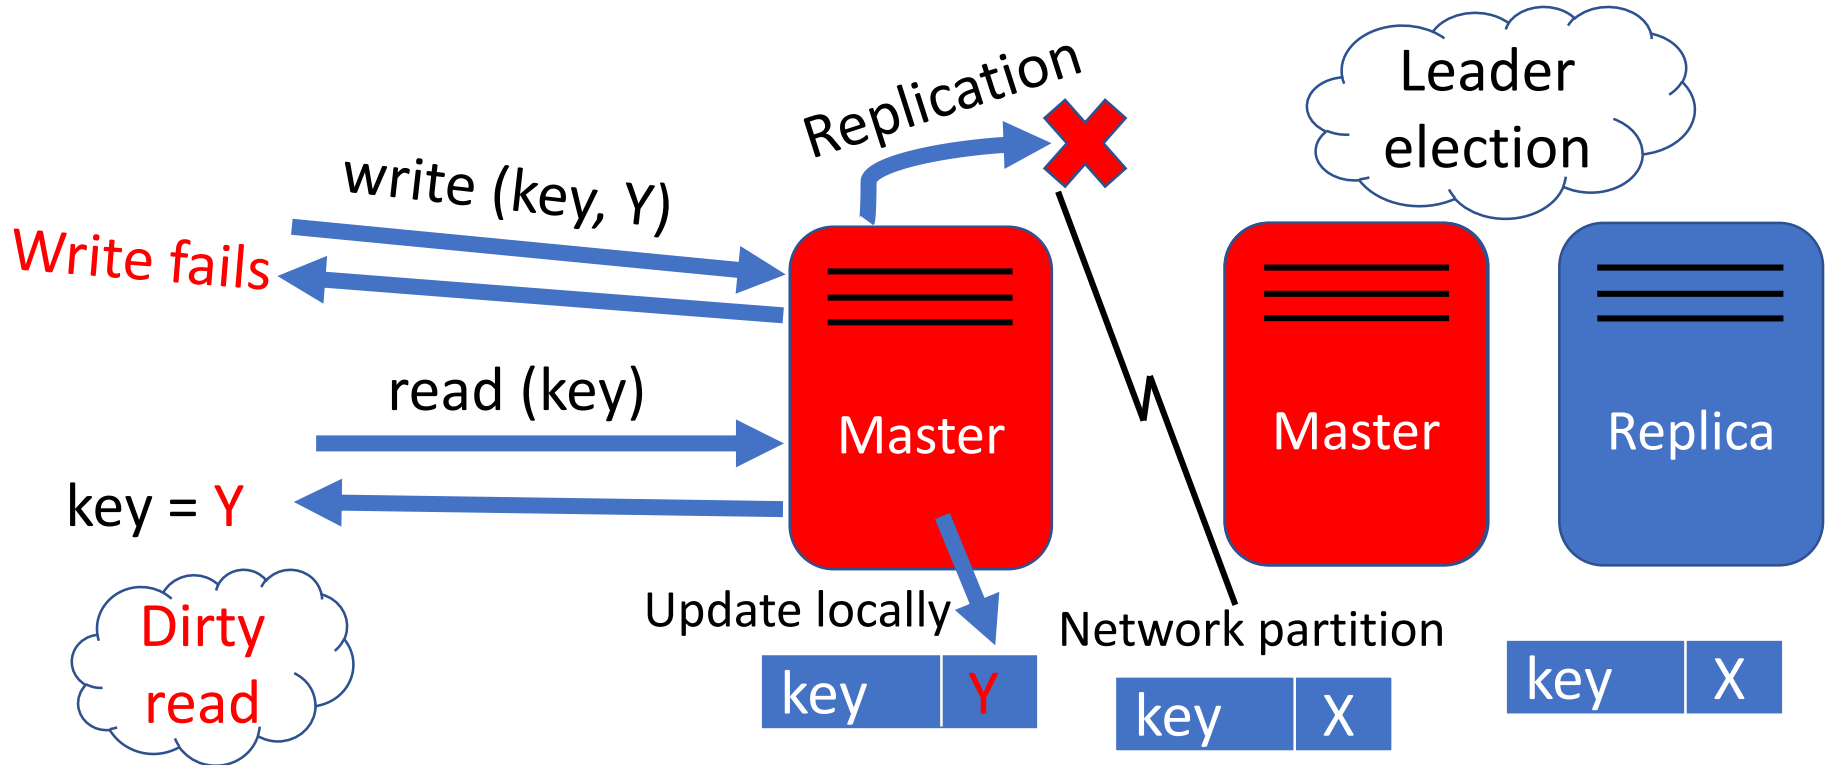 Replication
Leader
election
write (key, Y)
Write fails
read (key)
Master
Master
Replica
key = Y
Update locally
Network partition
Dirty
read
key Y
key X
key X